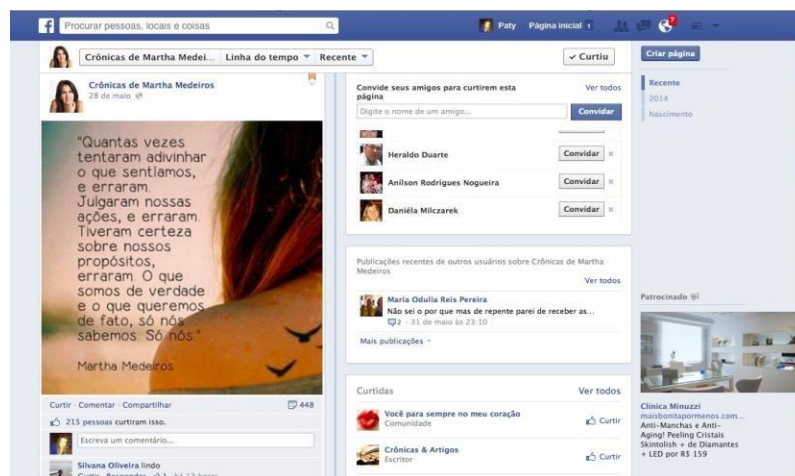 Procurar pessoas, locais e coisas
Paty Página inicial 1
7
Crônicas de Martha Medei... Linha do tempo Recente
Curtiu
Criar página
Recente
2014
Nascimento
Crônicas de Martha Medeiros
28 de maio
"Quantas vezes
tentaram adivinhar
o que sentíamos,
e erraram.
Julgaram nossas
ações, e erraram.
Tiveram certeza
sobre nossos
propósitos,
erraram. O que
somos de verdade
e o que queremos
de fato, só nós
sabemos. Só nós."
Martha Medeiros
Curtir · Comentar · Compartilhar
448
215 pessoas curtiram isso.
Escreva um comentário...
Silvana Oliveira lindo
Convide seus amigos para curtirem esta
página
Ver todos
Digite o nome de um amigo...
Convidar
Heraldo Duarte
Convidar
Anilson Rodrigues Nogueira
Convidar
Daniéla Milczarek
Convidar
Publicações recentes de outros usuários sobre Crônicas de Martha
Medeiros
Ver todos
Maria Odulia Reis Pereira
Não sei o por que mas de repente parei de receber as...
2 · 31 de maio às 23:10
Mais publicações
Curtidas
Ver todos
Você para sempre no meu coração
Comunidade
Curtir
Crônicas & Artigos
Escritor
Curtir
Patrocinado
Clínica Minuzzi
maisbonitapormenos.com...
Anti-Manchas e Anti-
Aging! Peeling Cristais
Skintolish + de Diamantes
+ LED por R$ 159